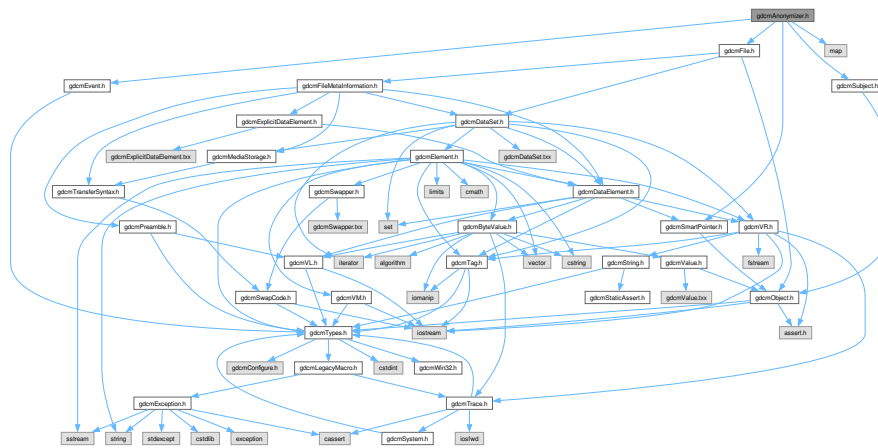 gdcmAnonymizer.h
gdcmFile.h
map
gdcmEvent.h
gdcmFileMetaInformation.h
gdcmSubject.h
gdcmExplicitDataElement.h
gdcmDataSet.h
gdcmExplicitDataElement.txx
gdcmMediaStorage.h
gdcmElement.h
gdcmDataSet.txx
gdcmTransferSyntax.h
gdcmSwapper.h
limits
cmath
gdcmDataElement.h
gdcmPreamble.h
gdcmSwapper.txx
set
gdcmByteValue.h
gdcmSmartPointer.h
gdcmVR.h
gdcmVL.h
iterator
algorithm
gdcmTag.h
vector
cstring
gdcmString.h
gdcmValue.h
fstream
gdcmSwapCode.h
gdcmVM.h
iomanip
gdcmStaticAssert.h
gdcmValue.txx
gdcmObject.h
gdcmTypes.h
iostream
assert.h
gdcmConfigure.h
gdcmLegacyMacro.h
cstdint
gdcmWin32.h
gdcmException.h
gdcmTrace.h
sstream
string
stdexcept
cstdlib
exception
cassert
gdcmSystem.h
iosfwd